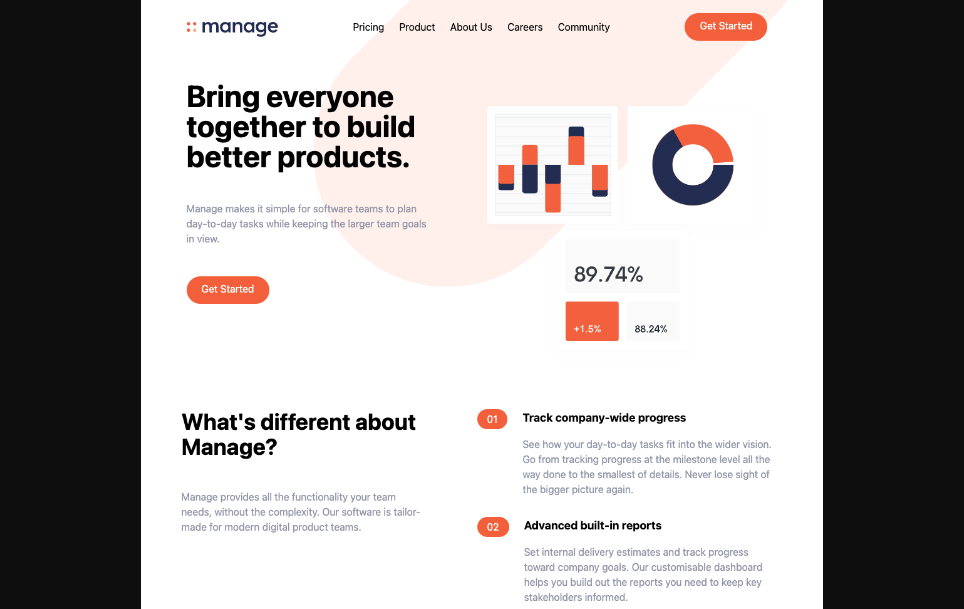 manage
Pricing Product About Us Careers Community
Get Started
Bring everyone
together to build
better products.
Manage makes it simple for software teams to plan
day-to-day tasks while keeping the larger team goals
in view.
Get Started
89.74%
+1.5%
88.24%
What's different about
Manage?
Manage provides all the functionality your team
needs, without the complexity. Our software is tailor-
made for modern digital product teams.
01
Track company-wide progress
See how your day-to-day tasks fit into the wider vision.
Go from tracking progress at the milestone level all the
way done to the smallest of details. Never lose sight of
the bigger picture again.
02
Advanced built-in reports
Set internal delivery estimates and track progress
toward company goals. Our customisable dashboard
helps you build out the reports you need to keep key
stakeholders informed.